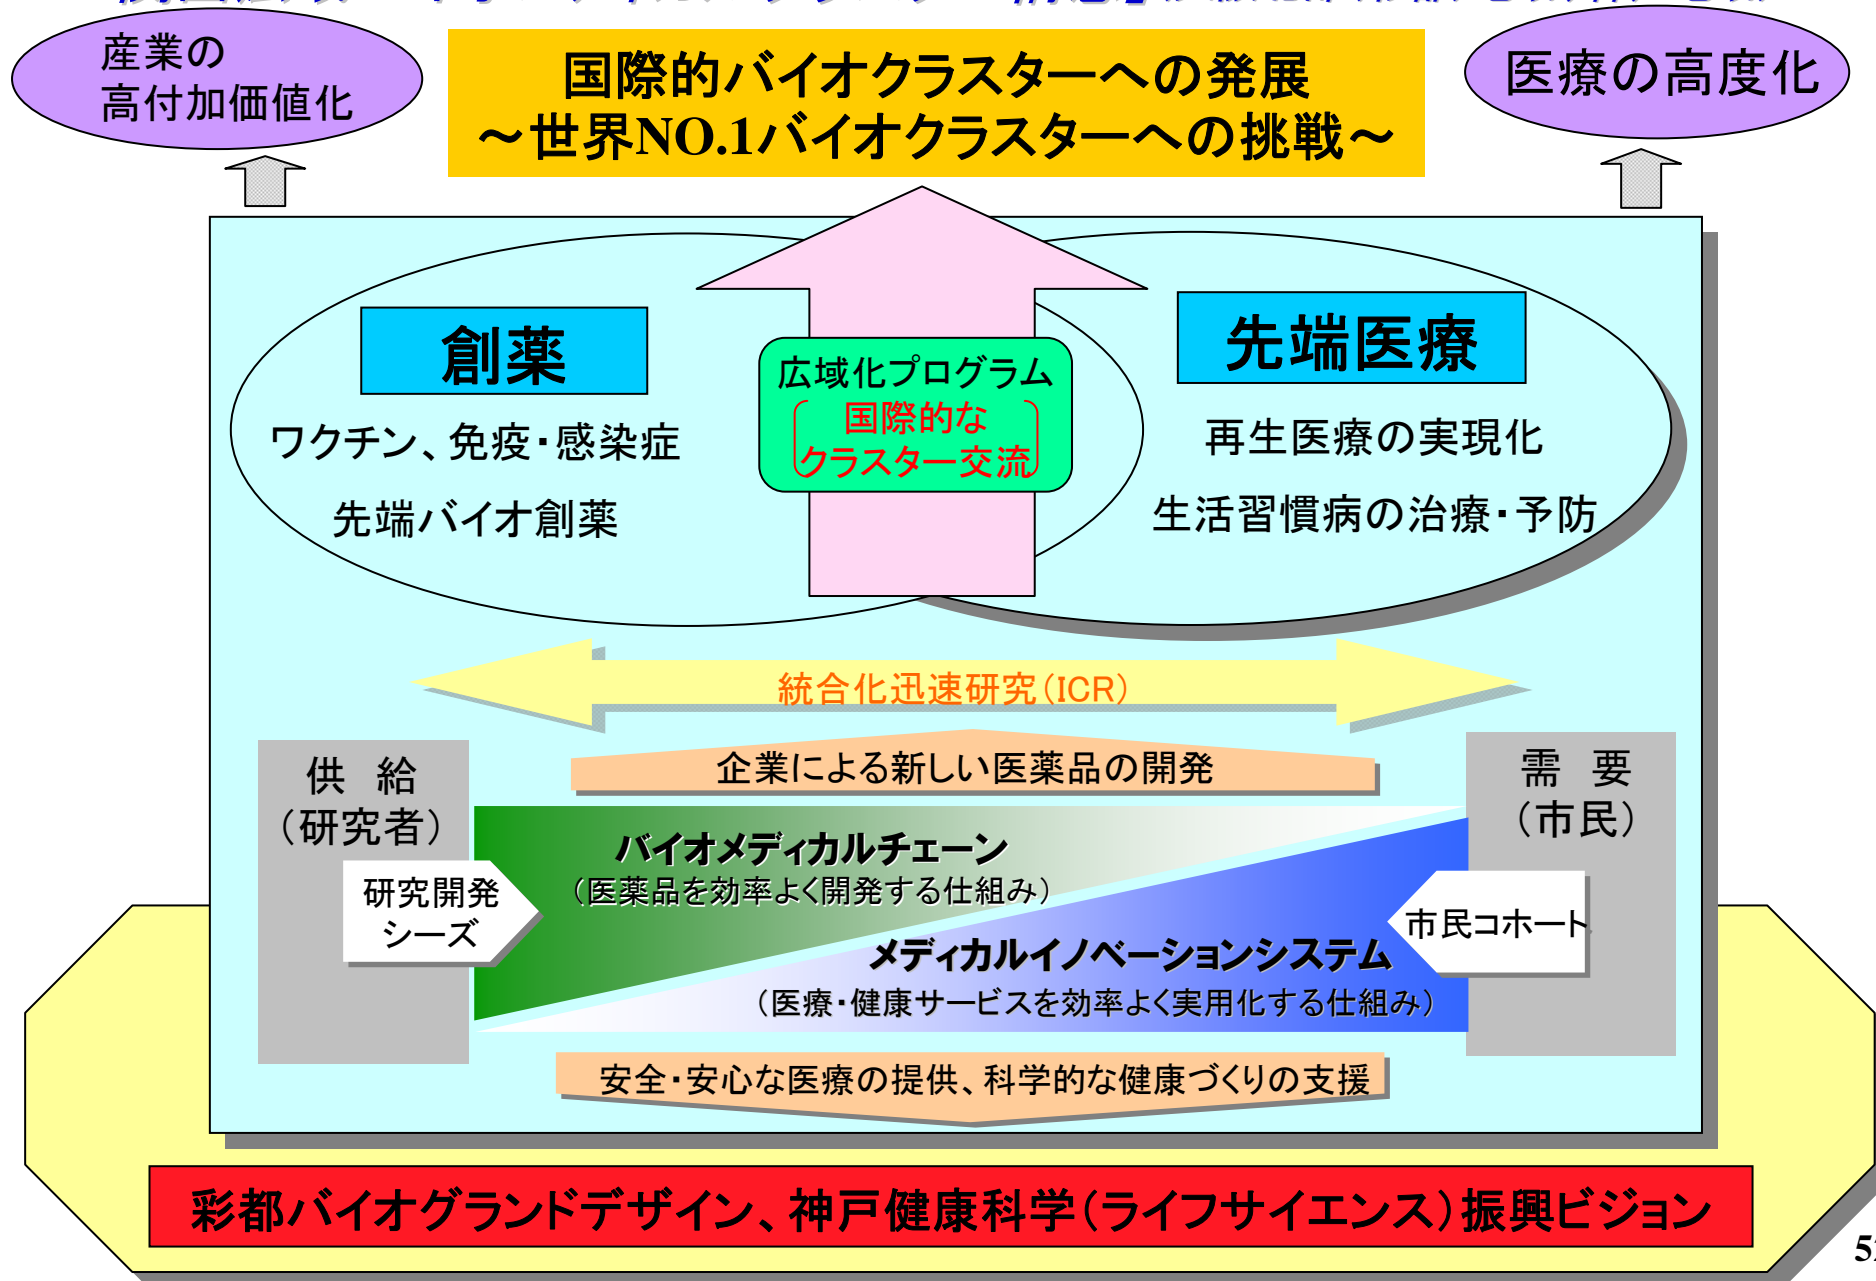 産業の
高付加価値化
国際的バイオクラスターへの発展
～世界NO.1バイオクラスターへの挑戦～
医療の高度化
創薬
ワクチン、免疫・感染症
先端バイオ創薬
広域化プログラム
国際的な
クラスター交流
先端医療
再生医療の実現化
生活習慣病の治療・予防
統合化迅速研究(ICR)
企業による新しい医薬品の開発
供 給
(研究者)
需 要
(市民)
バイオメディカルチェーン
(医薬品を効率よく開発する仕組み)
研究開発
シーズ
市民コホート
メディカルイノベーションシステム
(医療・健康サービスを効率よく実用化する仕組み)
安全・安心な医療の提供、科学的な健康づくりの支援
彩都バイオグランドデザイン、神戸健康科学(ライフサイエンス)振興ビジョン